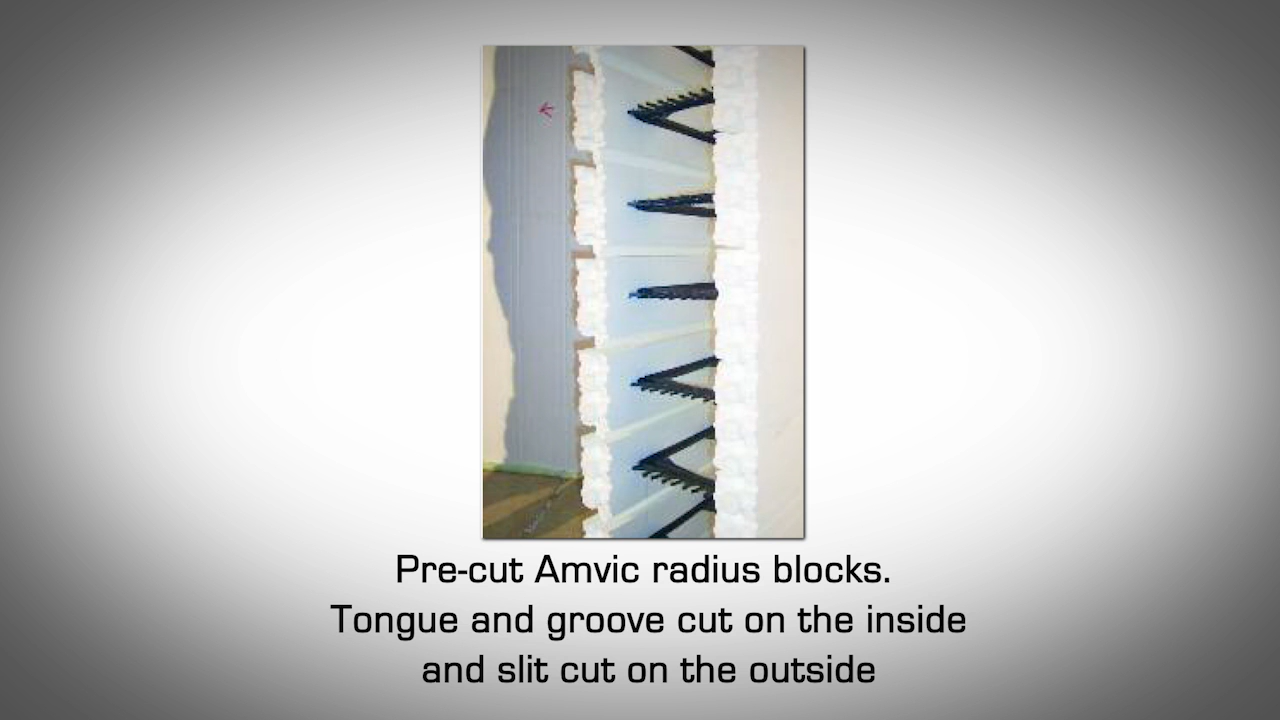 Pre-cut Amvic radius blocks.
Tongue and groove cut on the inside
and slit cut on the outside